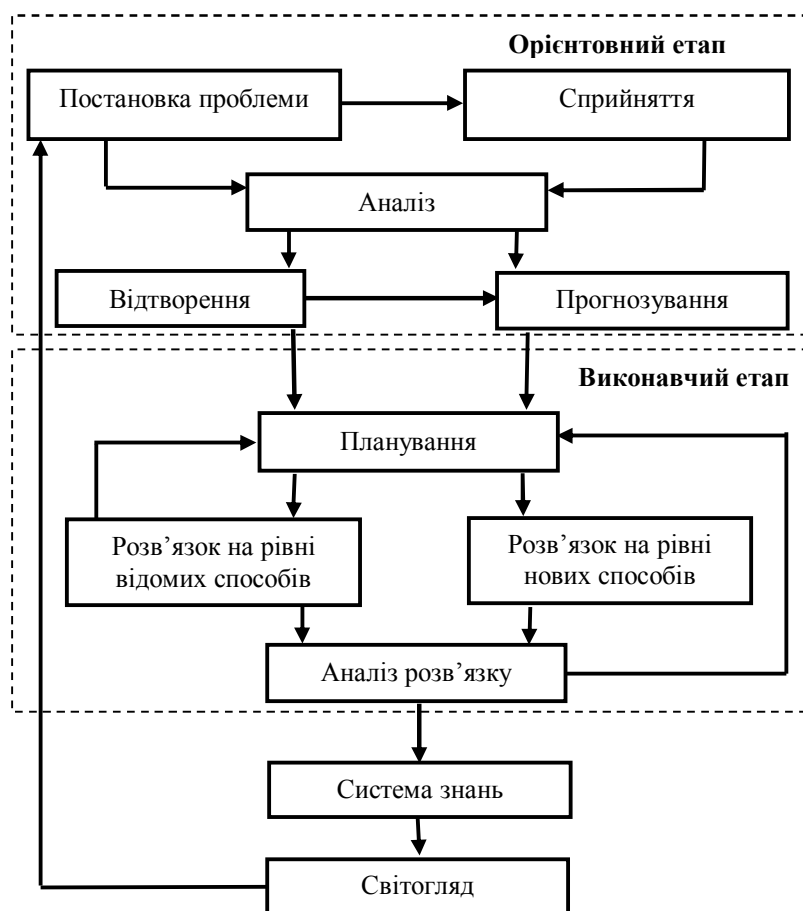 Орієнтовний етап
Постановка проблеми
Сприйняття
Аналіз
Відтворення
Прогнозування
Виконавчий етап
Планування
Розв’язок на рівні
відомих способів
Розв’язок на рівні
нових способів
Аналіз розв’язку
Система знань
Світогляд